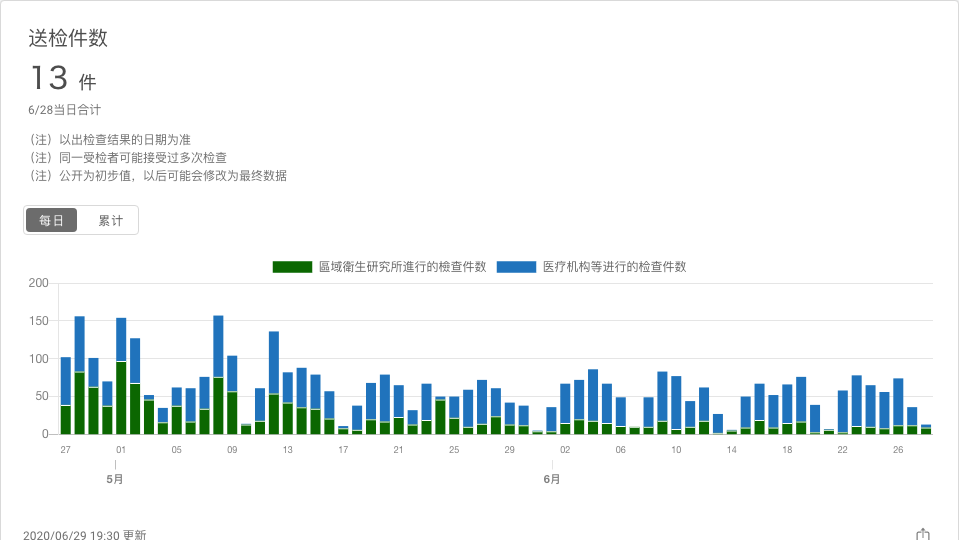 送检件数
13 件
6/28当日合计
（注）以出检查结果的日期为准
（注）同一受检者可能接受过多次检查
（注）公开为初步值，以后可能会修改为最终数据
每日 累计
區域衛生研究所進行的檢查件数 医疗机构等进行的检查件数
200
150
100
50
0
27 01 05 09 13 17 21 25 29 02 06 10 14 18 22 26
5月 6月
2020/06/29 19:30 更新